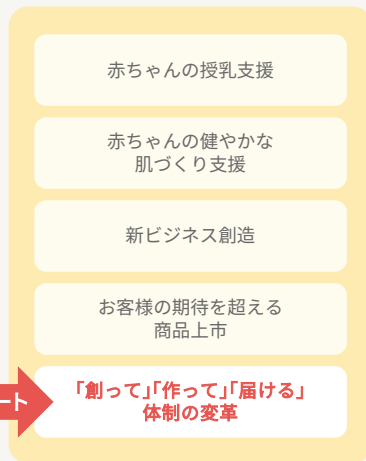 赤ちゃんの授乳支援
赤ちゃんの健やかな
肌づくり支援
新ビジネス創造
お客様の期待を超える
商品上市
ート
「創って」「作って」「届ける」
体制の変革